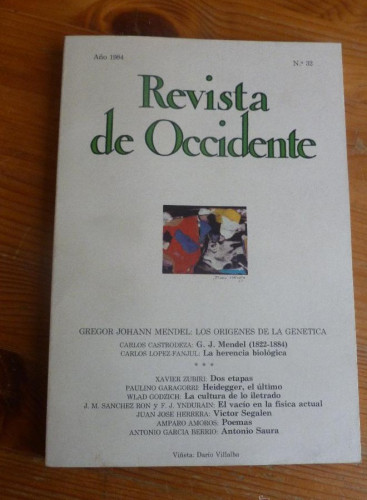 Año 1984
N.º 32
Revista
de Occidente
GREGOR JOHANN MENDEL: LOS ORIGENES DE LA GENETICA
CARLOS CASTRODEZA: G. J. Mendel (1822-1884)
CARLOS LOPEZ-FANJUL: La herencia biológica
* * *
XAVIER ZUBIRI: Dos etapas
PAULINO GARAGORRI: Heidegger, el último
WLAD GODZICH: La cultura de lo iletrado
J. M. SANCHEZ RON y F. J. YNDURAIN: El vacío en la física actual
JUAN JOSE HERRERA: Victor Segalen
AMPARO AMOROS: Poemas
ANTONIO GARCIA BERRIO: Antonio Saura
Viñeta: Darío Villalba